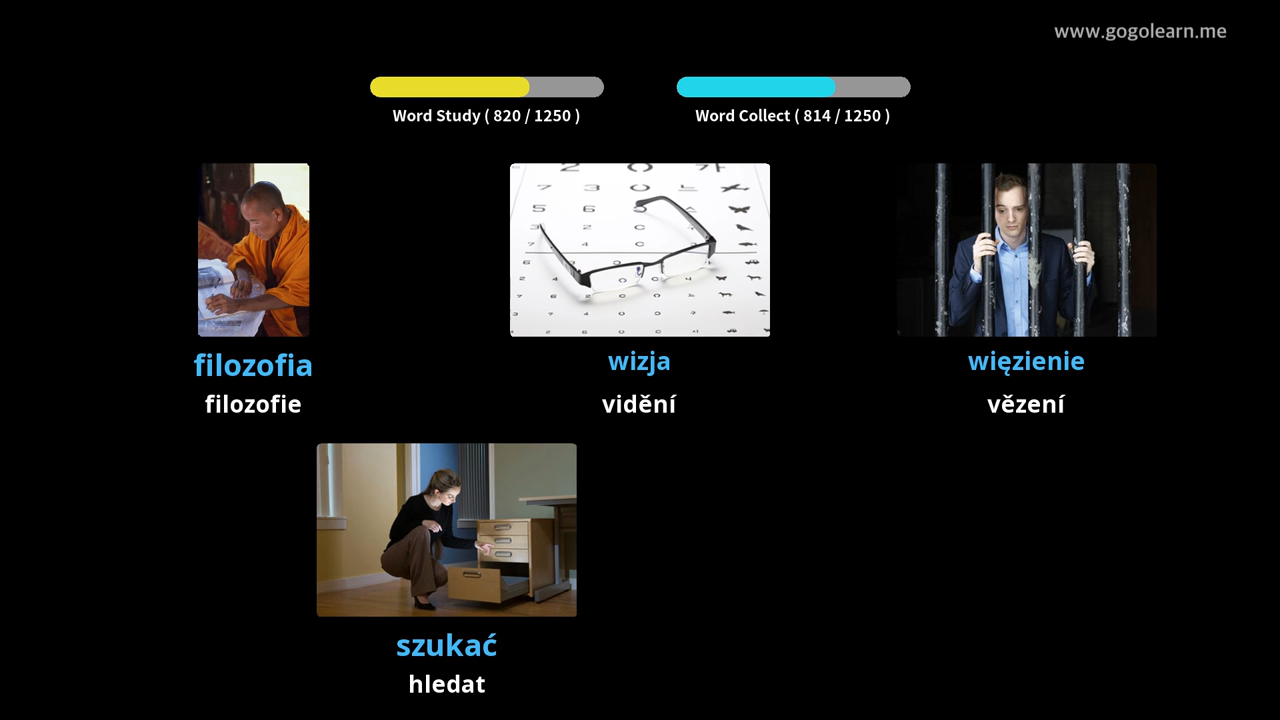 www.gogolearn.me
Word Study ( 820 / 1250 )
Word Collect ( 814 / 1250 )
filozofia
filozofie
wizja
vidění
więzienie
vězení
szukać
hledat